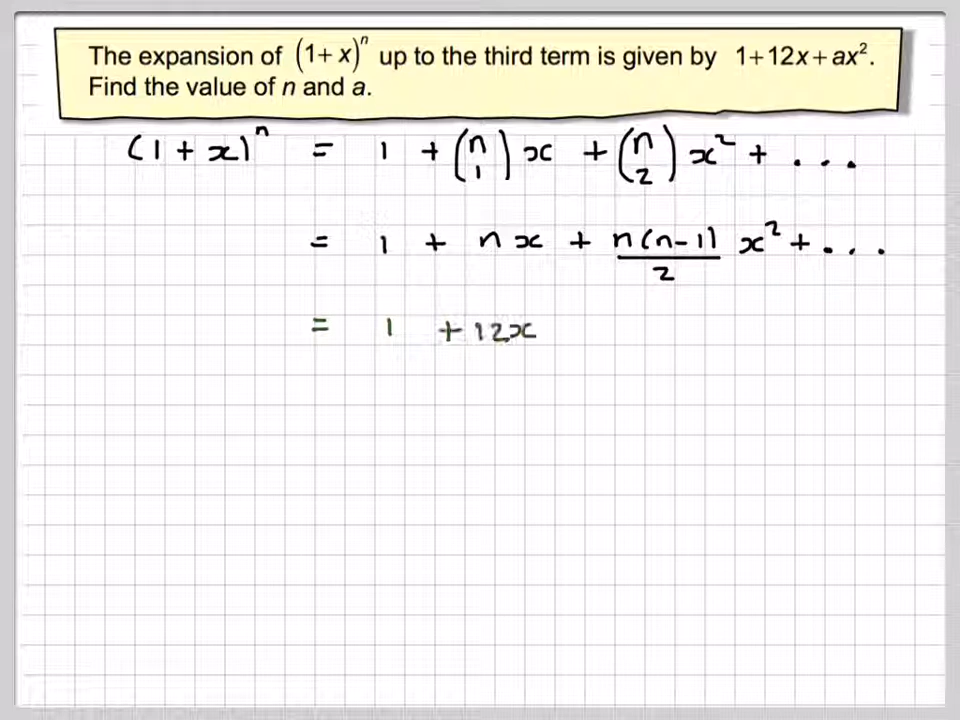 The expansion of (1+x)ⁿ up to the third term is given by 1+12x+ax².
Find the value of n and a.
(1 + x)ⁿ = 1 + (n 1) x + (n 2) x² + . . .
= 1 + nx + n(n-1)/2 x² + . . .
= 1 + 12x